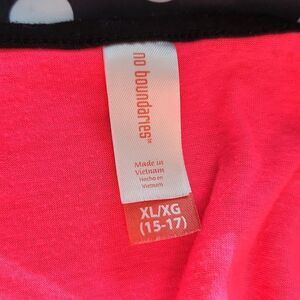 no boundaries™
Made in
Vietnam
Hecho en
Vietnam
XL/XG
(15-17)